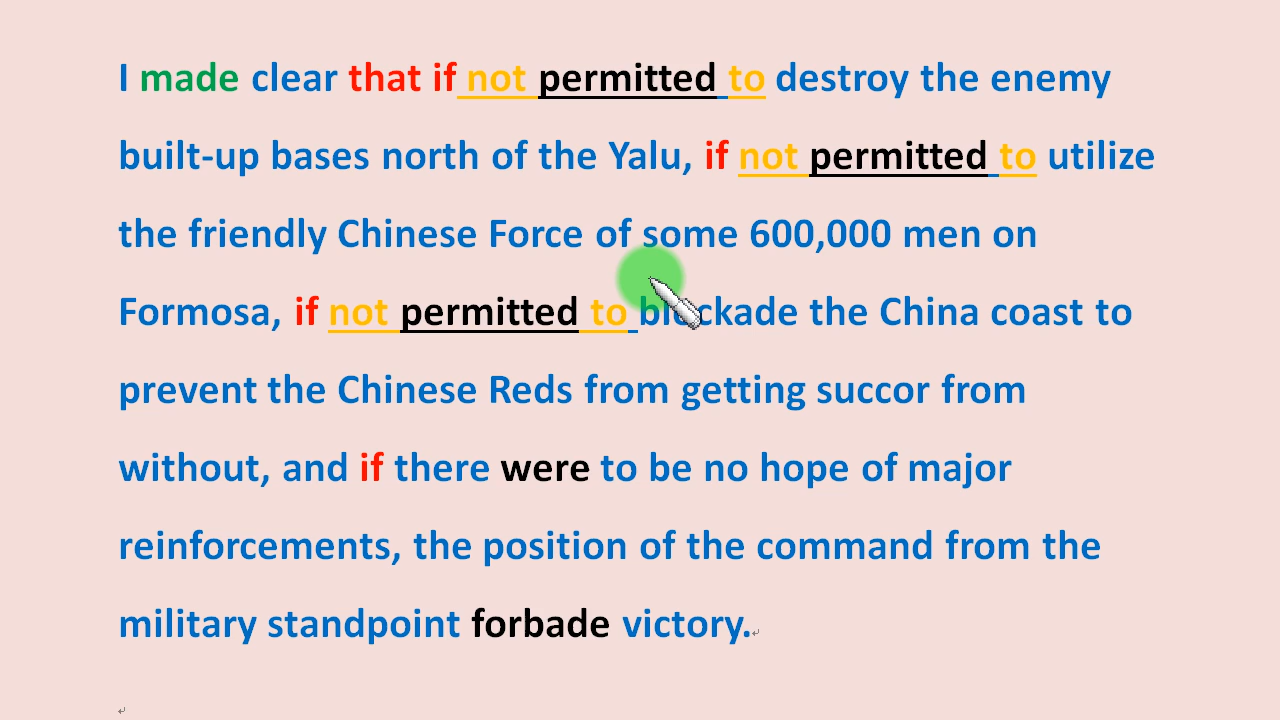 I made clear that if not permitted to destroy the enemy
built-up bases north of the Yalu, if not permitted to utilize
the friendly Chinese Force of some 600,000 men on
Formosa, if not permitted to blockade the China coast to
prevent the Chinese Reds from getting succor from
without, and if there were to be no hope of major
reinforcements, the position of the command from the
military standpoint forbade victory.